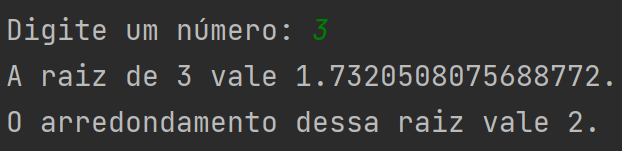 Digite um número: 3
A raiz de 3 vale 1.7320508075688772.
O arredondamento dessa raiz vale 2.